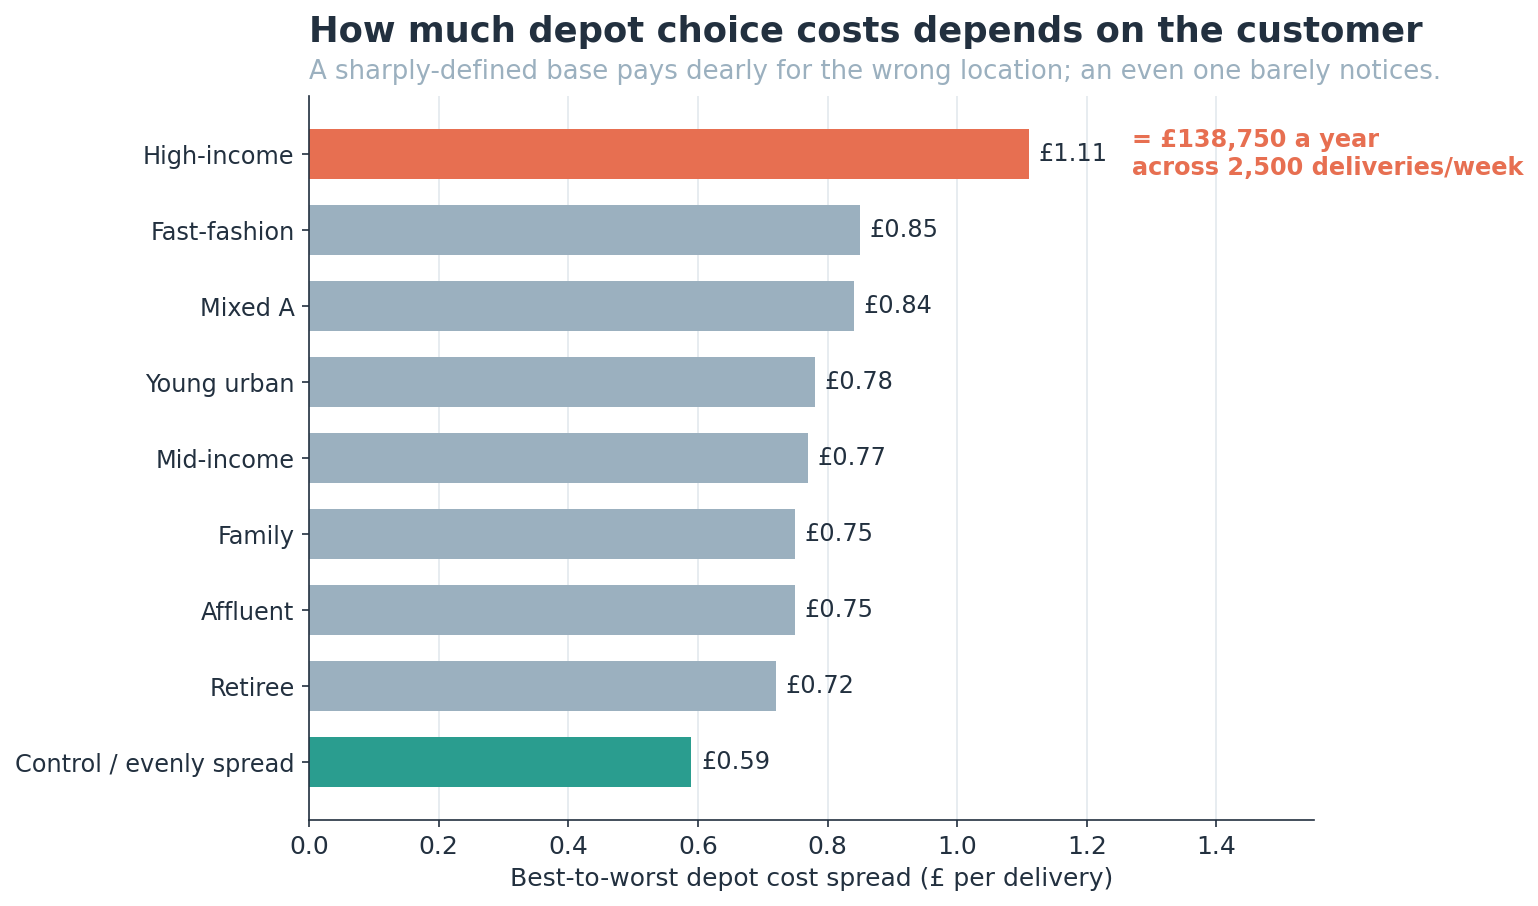 How much depot choice costs depends on the customer
A sharply-defined base pays dearly for the wrong location; an even one barely notices.
High-income
£1.11
= £138,750 a year
across 2,500 deliveries/week
Fast-fashion
£0.85
Mixed A
£0.84
Young urban
£0.78
Mid-income
£0.77
Family
£0.75
Affluent
£0.75
Retiree
£0.72
Control / evenly spread
£0.59
0.0 0.2 0.4 0.6 0.8 1.0 1.2 1.4
Best-to-worst depot cost spread (£ per delivery)